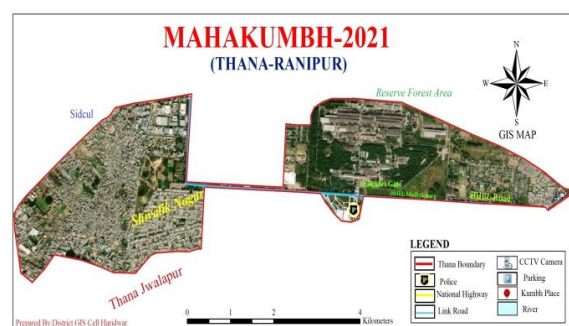 MAHAKUMBH-2021
(THANA-RANIPUR)
Reserve Forest Area
N
W E
S
GIS MAP
Sidcul
BHEL Road
Shivalik Nagar
Thana Jwalapur
LEGEND
Thana Boundary
Police
National Highway
Link Road
CCTV Camera
Parking
Kumbh Place
River
0 1 2 4
Kilometers
Prepared By:District GIS Cell Haridwar